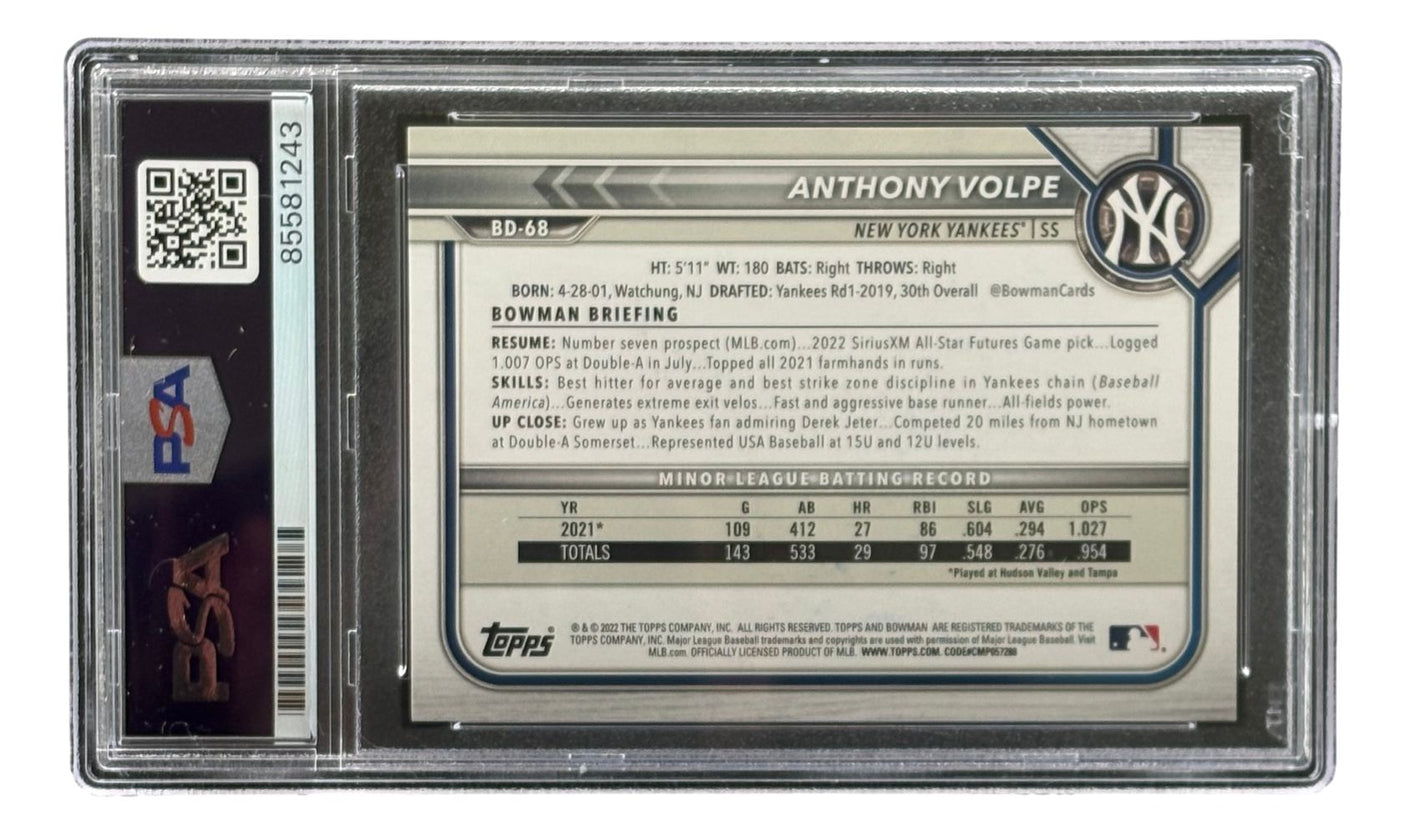 85581243
PSA
PSA
ANTHONY VOLPE
BD-68
NEW YORK YANKEES® | SS
NY
HT: 5'11" WT: 180 BATS: Right THROWS: Right
BORN: 4-28-01, Watchung, NJ DRAFTED: Yankees Rd1-2019, 30th Overall @BowmanCards
BOWMAN BRIEFING
RESUME: Number seven prospect (MLB.com)...2022 SiriusXM All-Star Futures Game pick...Logged
1.007 OPS at Double-A in July...Topped all 2021 farmhands in runs.
SKILLS: Best hitter for average and best strike zone discipline in Yankees chain (Baseball
America)...Generates extreme exit velos...Fast and aggressive base runner...All-fields power.
UP CLOSE: Grew up as Yankees fan admiring Derek Jeter...Competed 20 miles from NJ hometown
at Double-A Somerset...Represented USA Baseball at 15U and 12U levels.
MINOR LEAGUE BATTING RECORD
YR G AB HR RBI SLG AVG OPS
2021* 109 412 27 86 .604 .294 1.027
TOTALS 143 533 29 97 .548 .276 .954
*Played at Hudson Valley and Tampa
Topps®
® & © 2022 THE TOPPS COMPANY, INC. ALL RIGHTS RESERVED. TOPPS AND BOWMAN ARE REGISTERED TRADEMARKS OF THE
TOPPS COMPANY, INC. Major League Baseball trademarks and copyrights are used with permission of Major League Baseball. Visit
MLB.com. OFFICIALLY LICENSED PRODUCT OF MLB. WWW.TOPPS.COM. CODE#CMP057288